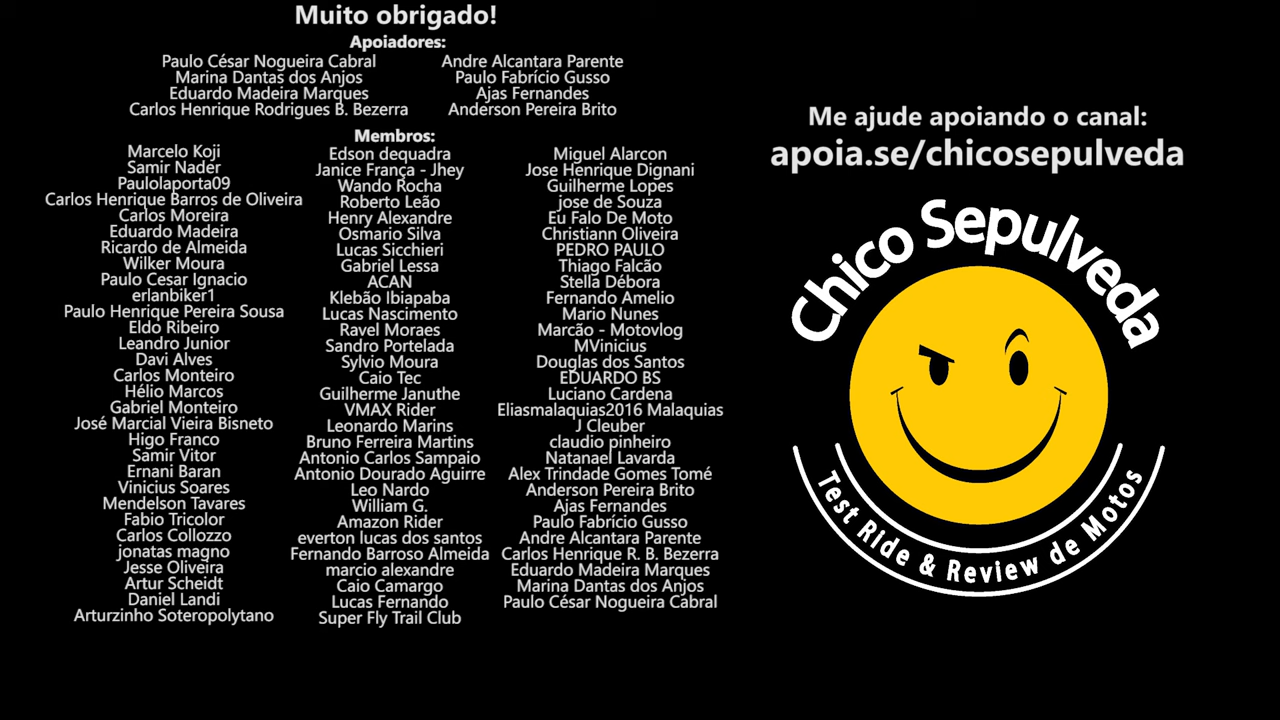 Muito obrigado!
Apoiadores:
Paulo César Nogueira Cabral
Marina Dantas dos Anjos
Eduardo Madeira Marques
Carlos Henrique Rodrigues B. Bezerra
Andre Alcantara Parente
Paulo Fabrício Gusso
Ajas Fernandes
Anderson Pereira Brito
Membros:
Marcelo Koji
Samir Nader
Paulolaporta09
Carlos Henrique Barros de Oliveira
Carlos Moreira
Eduardo Madeira
Ricardo de Almeida
Wilker Moura
Paulo Cesar Ignacio
erlanbiker1
Paulo Henrique Pereira Sousa
Eldo Ribeiro
Leandro Junior
Davi Alves
Carlos Monteiro
Hélio Marcos
Gabriel Monteiro
José Marcial Vieira Bisneto
Higo Franco
Samir Vitor
Ernani Baran
Vinicius Soares
Mendelson Tavares
Fabio Tricolor
Carlos Collozzo
jonatas magno
Jesse Oliveira
Artur Scheidt
Daniel Landi
Arturzinho Soteropolytano
Edson dequadra
Janice França - Jhey
Wando Rocha
Roberto Leão
Henry Alexandre
Osmario Silva
Lucas Sicchieri
Gabriel Lessa
ACAN
Klebão Ibiapaba
Lucas Nascimento
Ravel Moraes
Sandro Portelada
Sylvio Moura
Caio Tec
Guilherme Januthe
VMAX Rider
Leonardo Marins
Bruno Ferreira Martins
Antonio Carlos Sampaio
Antonio Dourado Aguirre
Leo Nardo
William G.
Amazon Rider
everton lucas dos santos
Fernando Barroso Almeida
marcio alexandre
Caio Camargo
Lucas Fernando
Super Fly Trail Club
Miguel Alarcon
Jose Henrique Dignani
Guilherme Lopes
jose de Souza
Eu Falo De Moto
Christiann Oliveira
PEDRO PAULO
Thiago Falcão
Stella Débora
Fernando Amelio
Mario Nunes
Marcão - Motovlog
MVinicius
Douglas dos Santos
EDUARDO BS
Luciano Cardena
Eliasmalaquias2016 Malaquias
J Cleuber
claudio pinheiro
Natanael Lavarda
Alex Trindade Gomes Tomé
Anderson Pereira Brito
Ajas Fernandes
Paulo Fabrício Gusso
Andre Alcantara Parente
Carlos Henrique R. B. Bezerra
Eduardo Madeira Marques
Marina Dantas dos Anjos
Paulo César Nogueira Cabral
Me ajude apoiando o canal:
apoia.se/chicosepulveda
Chico Sepulveda
Test Ride & Review de Motos